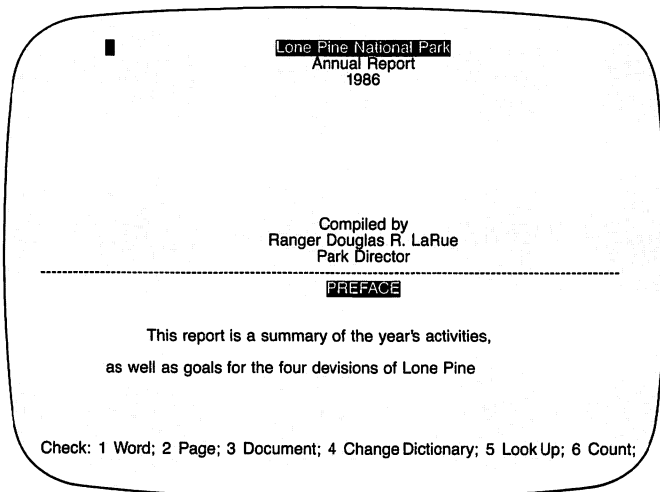 Lone Pine National Park
Annual Report
1986
Compiled by
Ranger Douglas R. LaRue
Park Director
PREFACE
This report is a summary of the year's activities,
as well as goals for the four devisions of Lone Pine
Check: 1 Word; 2 Page; 3 Document; 4 Change Dictionary; 5 Look Up; 6 Count;